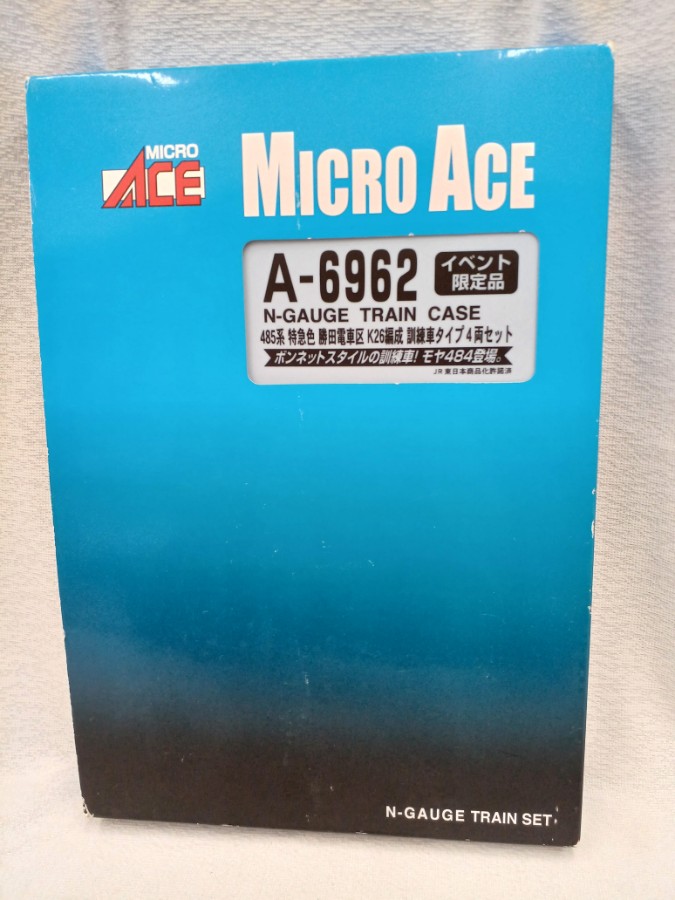 MICRO
ACE
MICRO ACE
A-6962
イベント
限定品
N-GAUGE TRAIN CASE
485系 特急色 勝田電車区 K26編成 訓練車タイプ4両セット
ボンネットスタイルの訓練車! モヤ484登場。
JR東日本商品化許諾済
N-GAUGE TRAIN SET